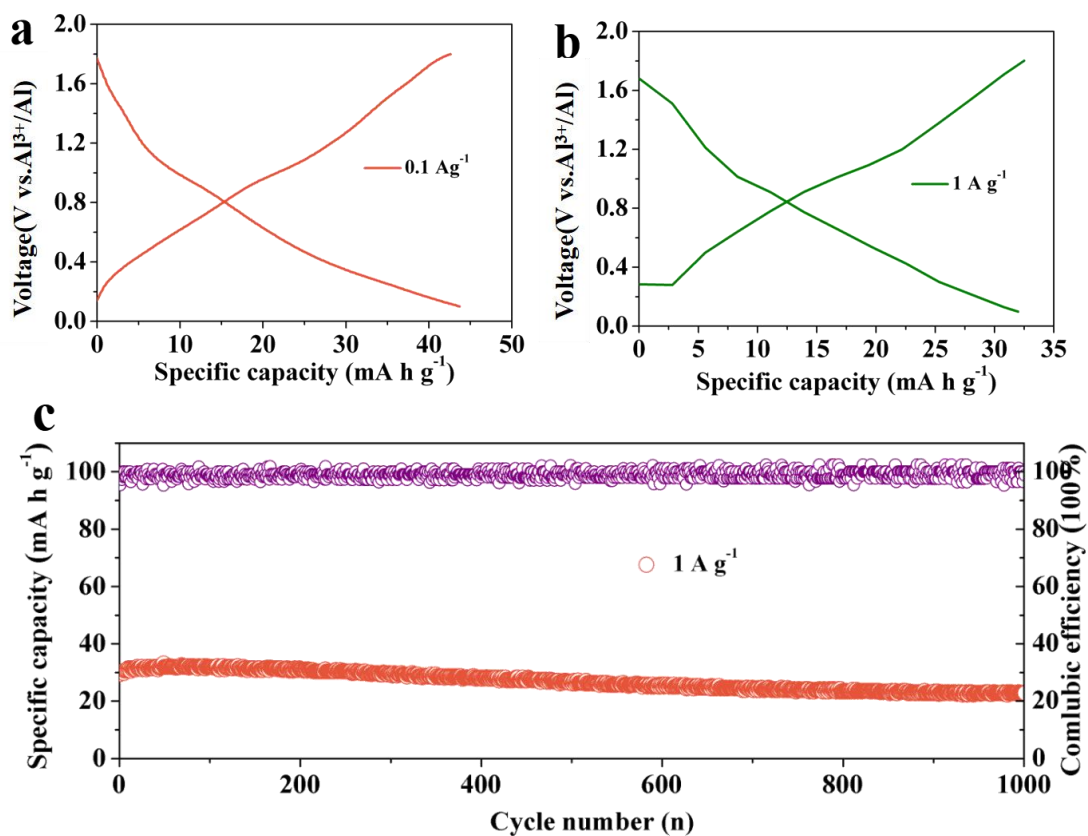 a
2.0
1.6
1.2
0.8
0.4
0.0
Voltage(V vs.Al³⁺/Al)
0.1 Ag⁻¹
0 10 20 30 40 50
Specific capacity (mA h g⁻¹)
b
2.0
1.6
1.2
0.8
0.4
0.0
Voltage(V vs.Al³⁺/Al)
1 A g⁻¹
0 5 10 15 20 25 30 35
Specific capacity (mA h g⁻¹)
c
Specific capacity (mA h g⁻¹)
100
80
60
40
20
0
1 A g⁻¹
100
80
60
40
20
0
Comlubic efficiency (100%)
0 200 400 600 800 1000
Cycle number (n)